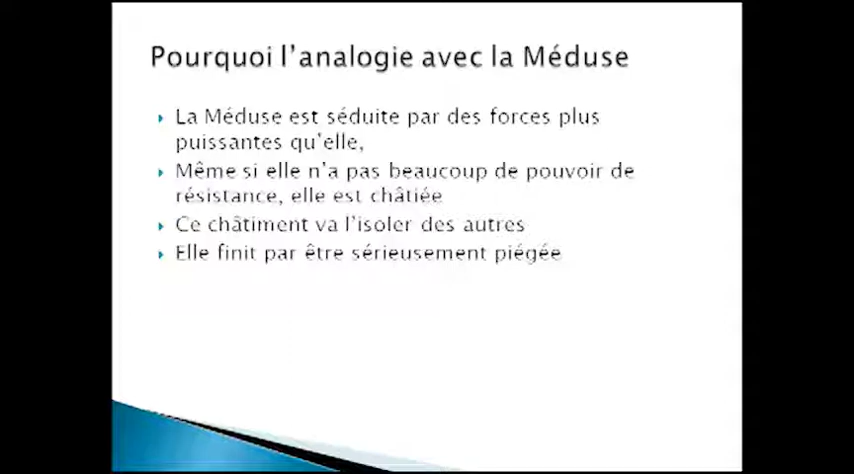 Pourquoi l'analogie avec la Méduse
La Méduse est séduite par des forces plus
puissantes qu'elle,
Même si elle n'a pas beaucoup de pouvoir de
résistance, elle est châtiée
Ce châtiment va l'isoler des autres
Elle finit par être sérieusement piégée